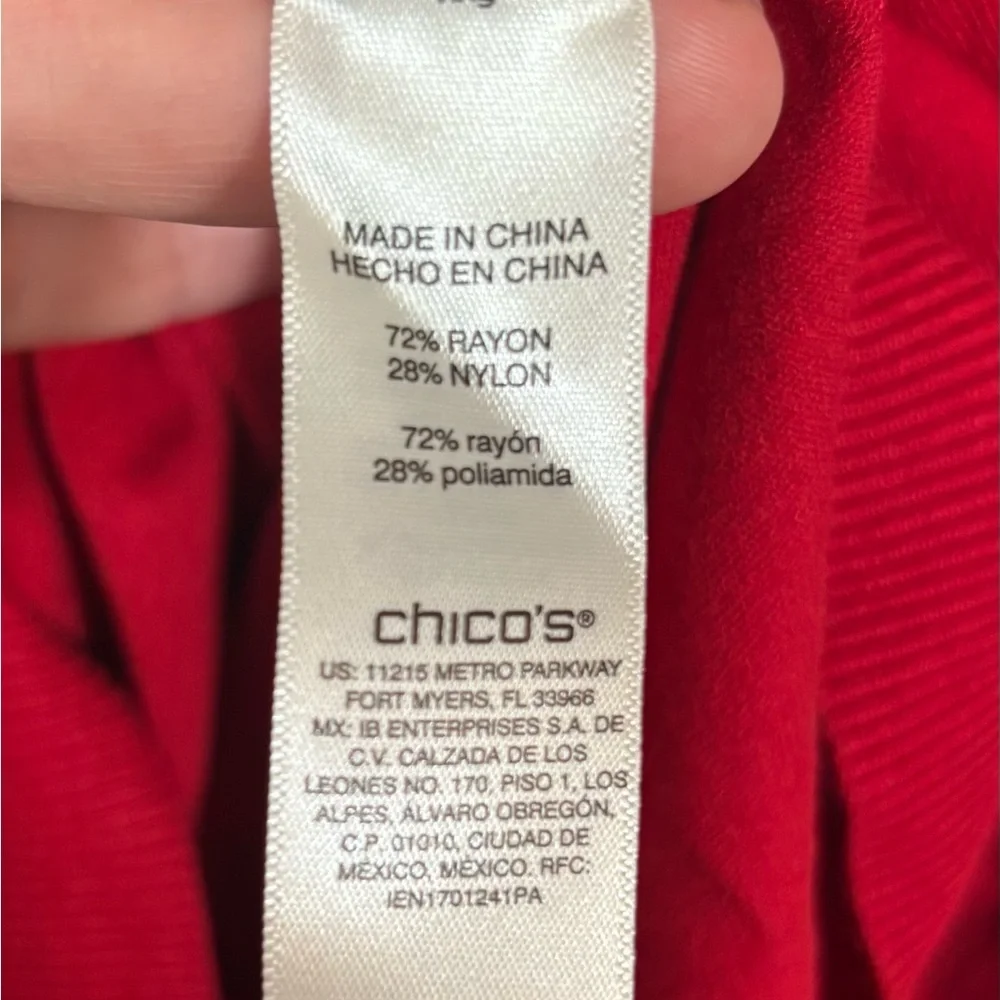 MADE IN CHINA
HECHO EN CHINA
72% RAYON
28% NYLON
72% rayón
28% poliamida
chico's®
US: 11215 METRO PARKWAY
FORT MYERS, FL 33966
MX: IB ENTERPRISES S.A. DE
C.V. CALZADA DE LOS
LEONES NO. 170, PISO 1, LOS
ALPES, ÁLVARO OBREGÓN,
C.P. 01010, CIUDAD DE
MÉXICO, MÉXICO. RFC:
IEN1701241PA